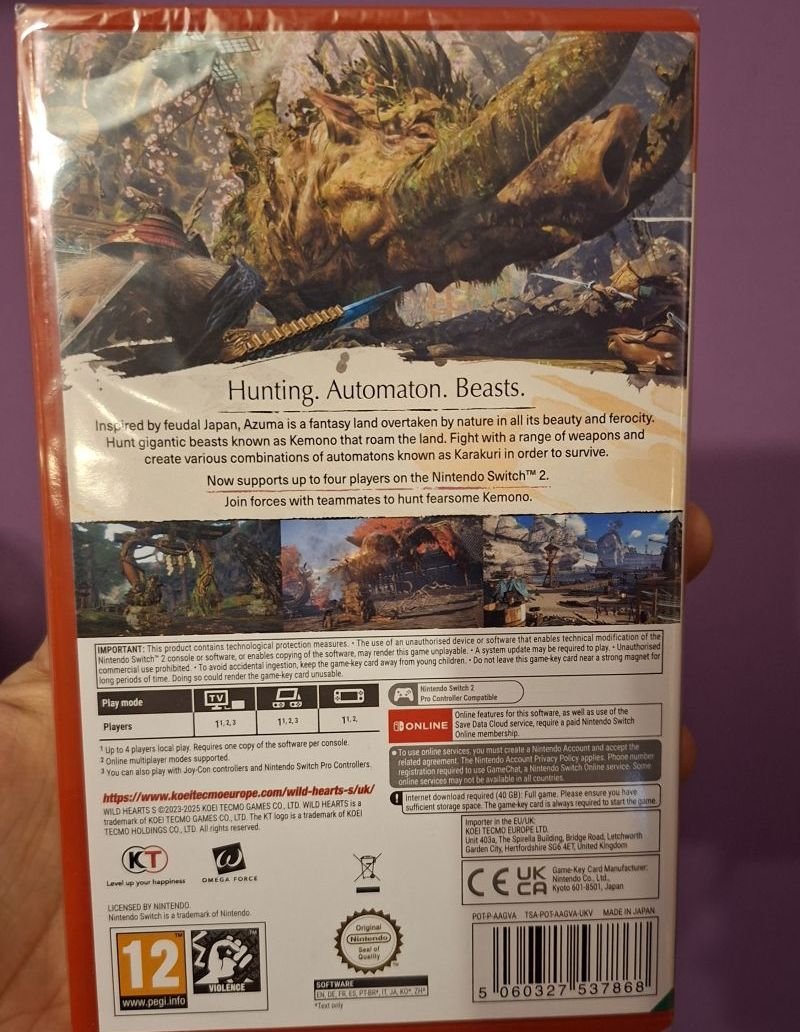 Hunting. Automaton. Beasts.
Inspired by feudal Japan, Azuma is a fantasy land overtaken by nature in all its beauty and ferocity.
Hunt gigantic beasts known as Kemono that roam the land. Fight with a range of weapons and
create various combinations of automatons known as Karakuri in order to survive.
Now supports up to four players on the Nintendo Switch™ 2.
Join forces with teammates to hunt fearsome Kemono.
IMPORTANT: This product contains technological protection measures. • The use of an unauthorised device or software that enables technical modification of the
Nintendo Switch™ 2 console or software, or enables copying of the software, may render this game unplayable. • A system update may be required to play. • Unauthorised
commercial use prohibited. • To avoid accidental ingestion, keep the game-key card away from young children. • Do not leave this game-key card near a strong magnet for
long periods of time. Doing so could render the game-key card unusable.
Play mode
TV
Players
1¹,²,³
1¹,²,³
1¹,²,
Nintendo Switch 2
Pro Controller Compatible
ONLINE
Online features for this software, as well as use of the
Save Data Cloud service, require a paid Nintendo Switch
Online membership.
¹ Up to 4 players local play. Requires one copy of the software per console.
² Online multiplayer modes supported.
³ You can also play with Joy-Con controllers and Nintendo Switch Pro Controllers.
• To use online services, you must create a Nintendo Account and accept the
related agreement. The Nintendo Account Privacy Policy applies. Phone number
registration required to use GameChat, a Nintendo Switch Online service. Some
online services may not be available in all countries.
! Internet download required (40 GB): Full game. Please ensure you have
sufficient storage space. The game-key card is always required to start the game.
https://www.koeitecmoeurope.com/wild-hearts-s/uk/
WILD HEARTS S ©2023-2025 KOEI TECMO GAMES CO., LTD. WILD HEARTS is a
trademark of KOEI TECMO GAMES CO., LTD. The KT logo is a trademark of KOEI
TECMO HOLDINGS CO., LTD. All rights reserved.
Importer in the EU/UK:
KOEI TECMO EUROPE LTD.
Unit 403a, The Spirella Building, Bridge Road, Letchworth
Garden City, Hertfordshire SG6 4ET, United Kingdom
KT
Level up your happiness
OMEGA FORCE
CE
UK
CA
Game-Key Card Manufacturer:
Nintendo Co., Ltd.,
Kyoto 601-8501, Japan
LICENSED BY NINTENDO.
Nintendo Switch is a trademark of Nintendo.
POT-P-AAGVA TSA-POT-AAGVA-UKV MADE IN JAPAN
12
www.pegi.info
VIOLENCE
™
Original
Nintendo
Seal of
Quality
™
SOFTWARE
EN, DE, FR, ES, PT-BR*, IT, JA, KO*, ZH*
*Text only
5 060327 537868